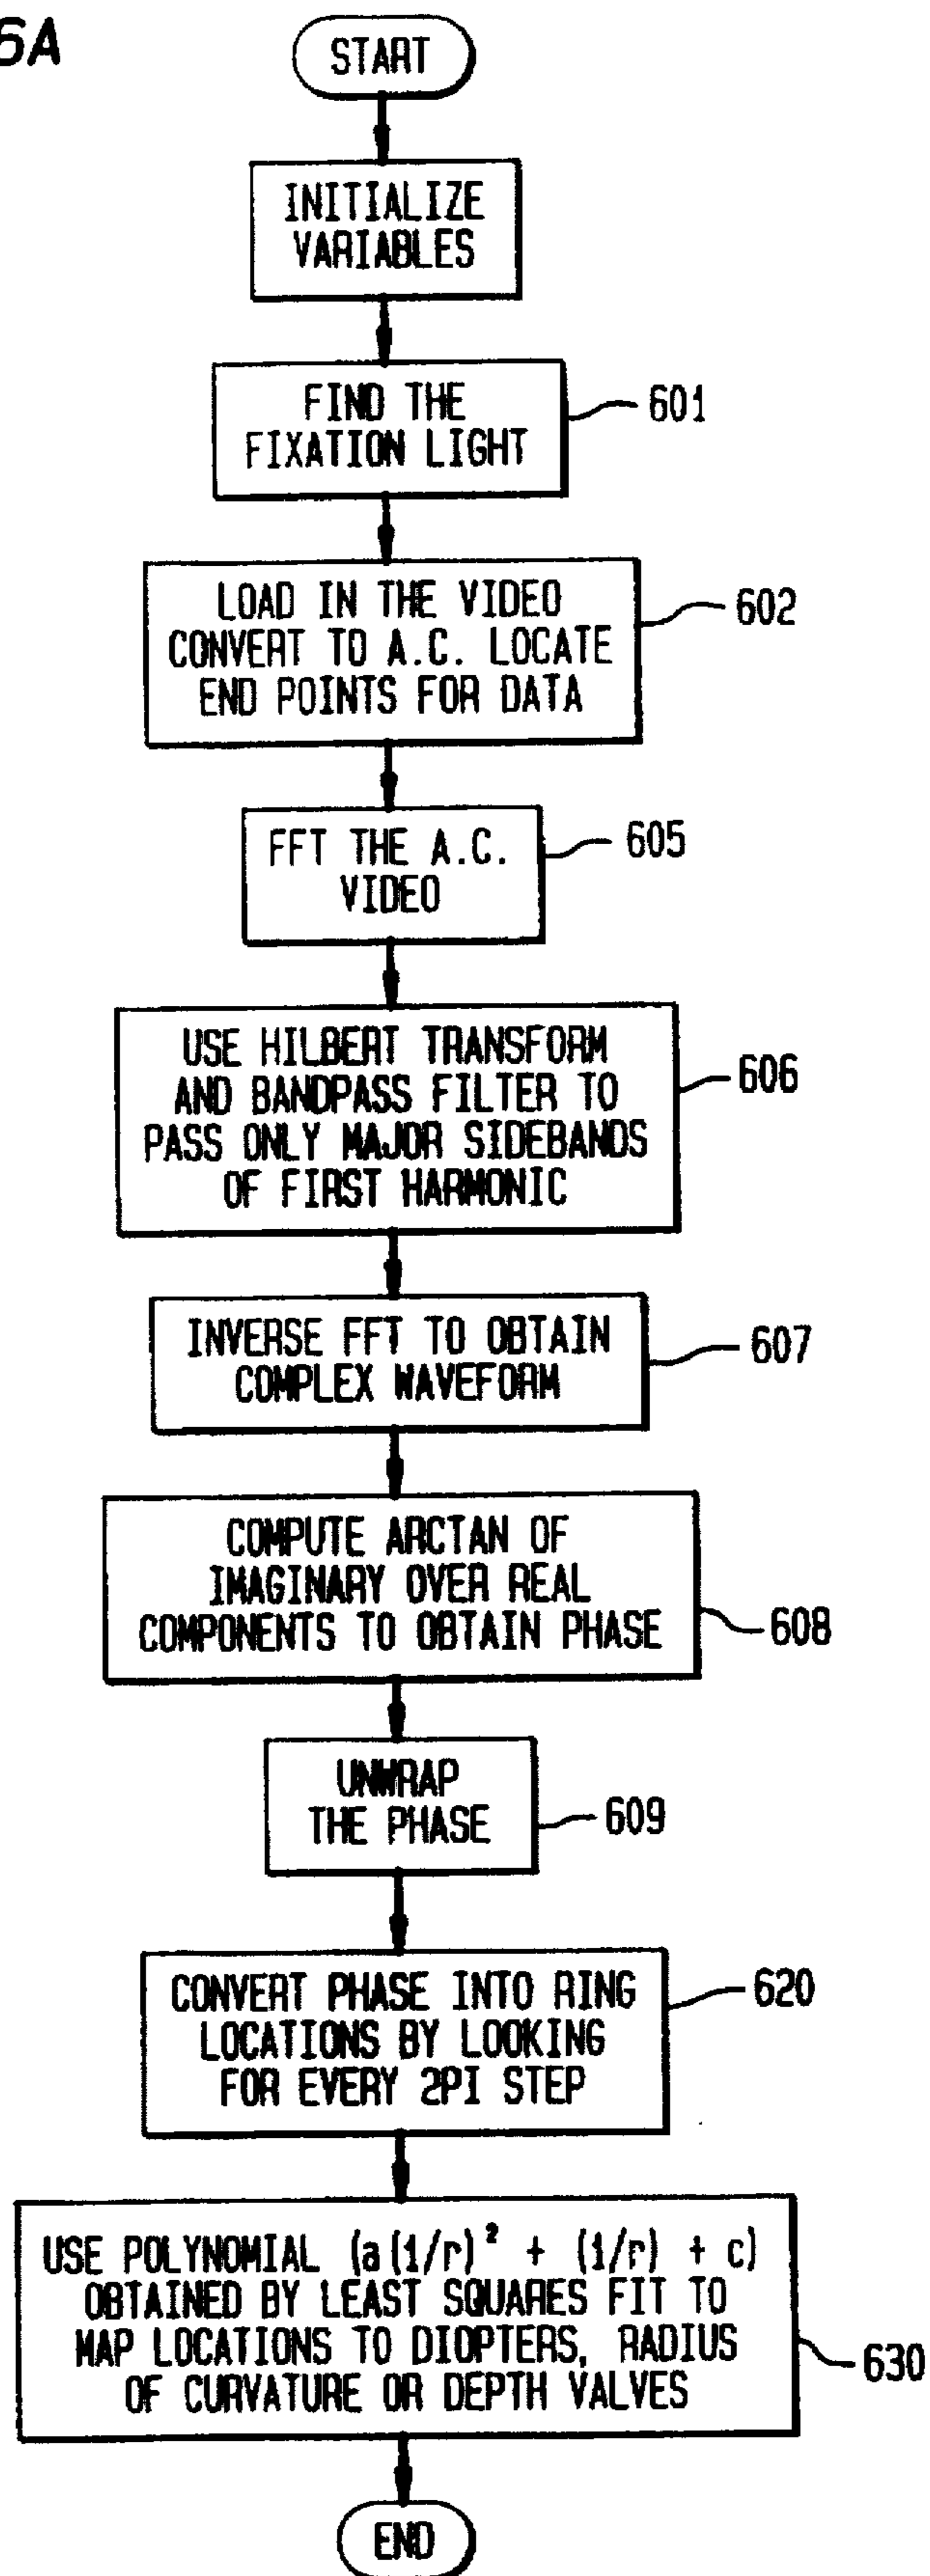 6A
START
INITIALIZE
VARIABLES
FIND THE
FIXATION LIGHT
601
LOAD IN THE VIDEO
CONVERT TO A.C. LOCATE
END POINTS FOR DATA
602
FFT THE A.C.
VIDEO
605
USE HILBERT TRANSFORM
AND BANDPASS FILTER TO
PASS ONLY MAJOR SIDEBANDS
OF FIRST HARMONIC
606
INVERSE FFT TO OBTAIN
COMPLEX WAVEFORM
607
COMPUTE ARCTAN OF
IMAGINARY OVER REAL
COMPONENTS TO OBTAIN PHASE
608
UNWRAP
THE PHASE
609
CONVERT PHASE INTO RING
LOCATIONS BY LOOKING
FOR EVERY 2PI STEP
620
USE POLYNOMIAL (a(1/r)² + (1/r) + c)
OBTAINED BY LEAST SQUARES FIT TO
MAP LOCATIONS TO DIOPTERS, RADIUS
OF CURVATURE OR DEPTH VALVES
630
END